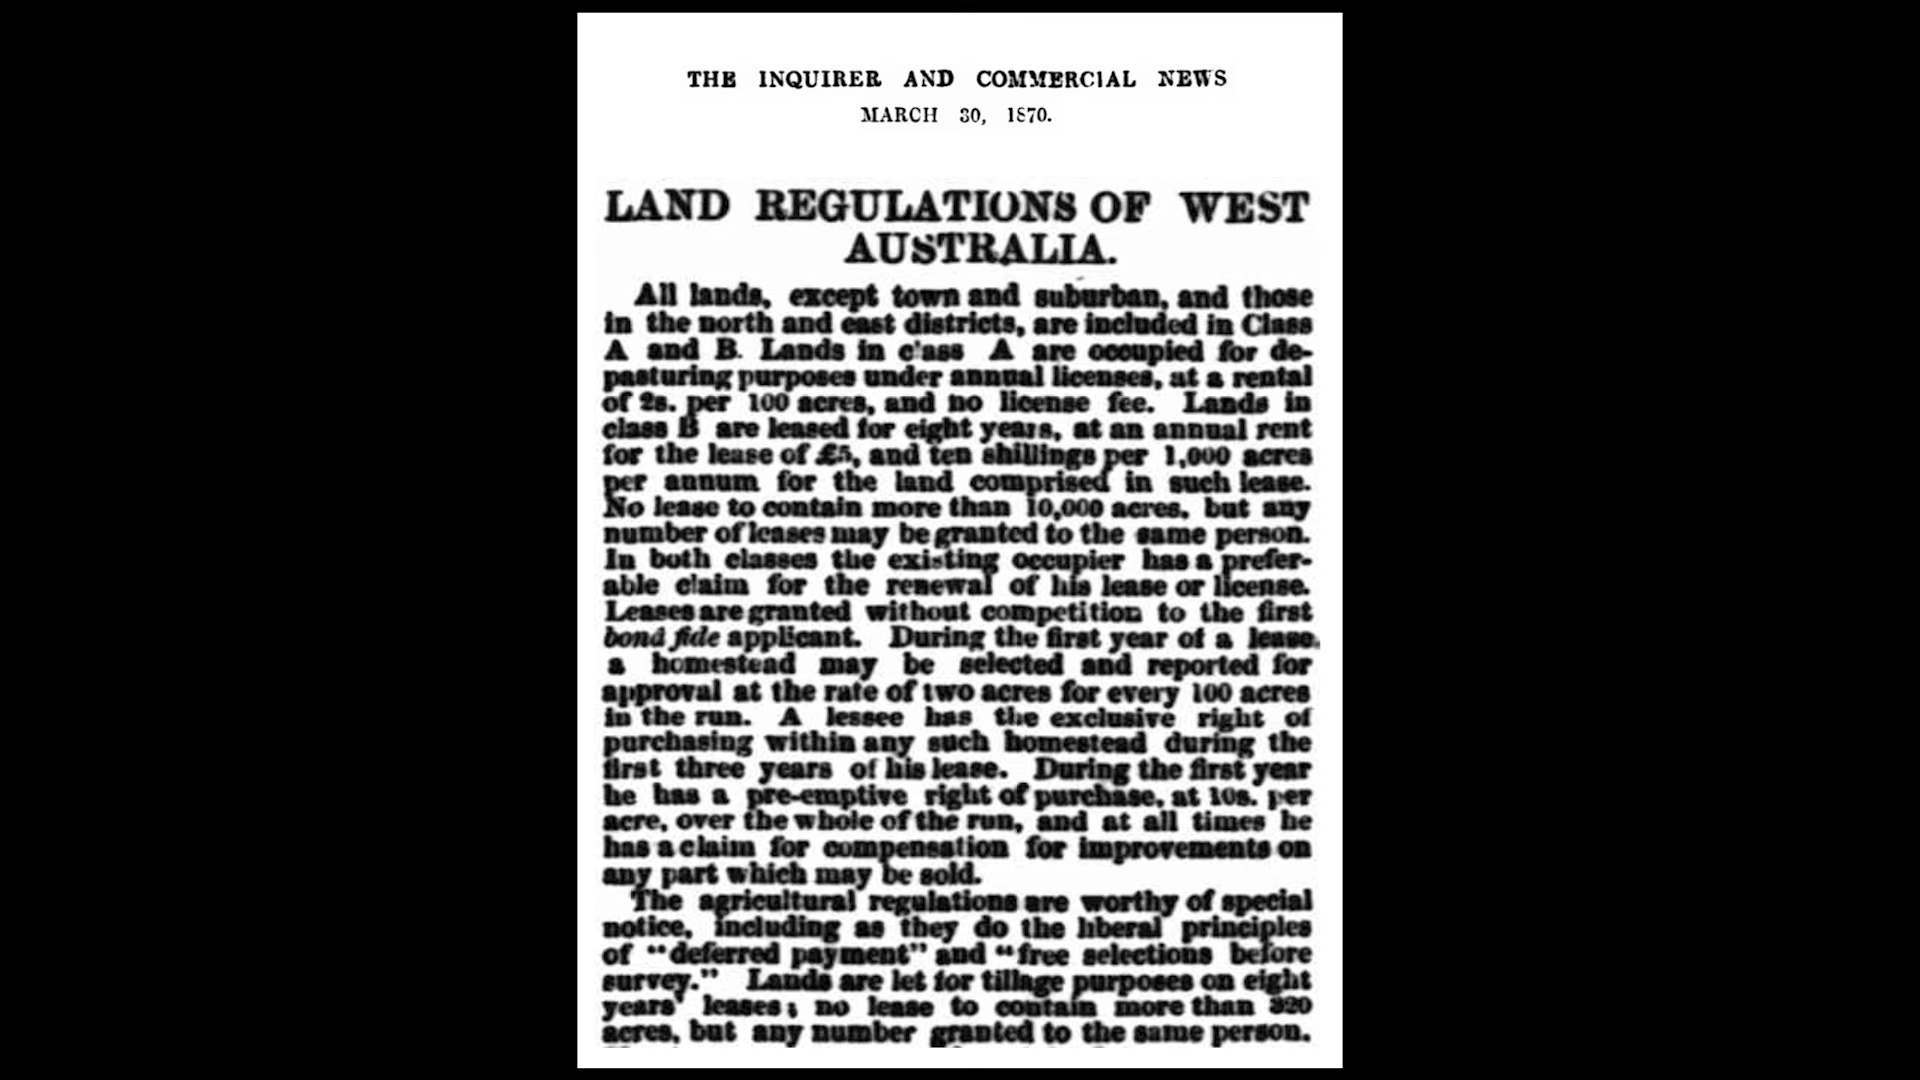 THE INQUIRER AND COMMERCIAL NEWS
MARCH 30, 1870.
LAND REGULATIONS OF WEST
AUSTRALIA.
All lands, except town and suburban, and those
in the north and east districts, are included in Class
A and B. Lands in class A are occupied for de-
pasturing purposes under annual licenses, at a rental
of 2s. per 100 acres, and no license fee. Lands in
class B are leased for eight years, at an annual rent
for the lease of £5, and ten shillings per 1,000 acres
per annum for the land comprised in such lease.
No lease to contain more than 10,000 acres, but any
number of leases may be granted to the same person.
In both classes the existing occupier has a prefer-
able claim for the renewal of his lease or license.
Leases are granted without competition to the first
bonâ fide applicant. During the first year of a lease,
a homestead may be selected and reported for
approval at the rate of two acres for every 100 acres
in the run. A lessee has the exclusive right of
purchasing within any such homestead during the
first three years of his lease. During the first year
he has a pre-emptive right of purchase, at 10s. per
acre, over the whole of the run, and at all times he
has a claim for compensation for improvements on
any part which may be sold.
The agricultural regulations are worthy of special
notice, including as they do the liberal principles
of "deferred payment" and "free selections before
survey." Lands are let for tillage purposes on eight
years' leases; no lease to contain more than 320
acres, but any number granted to the same person.